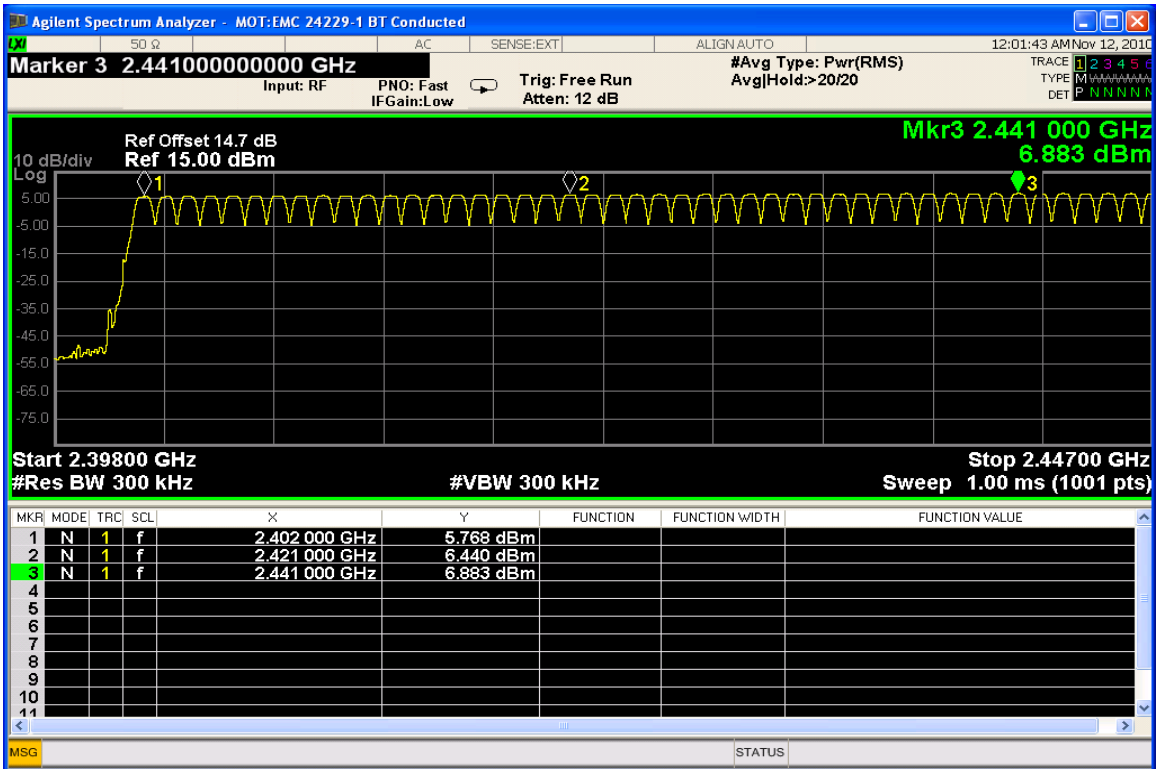 Agilent Spectrum Analyzer - MOT:EMC 24229-1 BT Conducted
LXI 50 Ω AC SENSE:EXT ALIGN AUTO 12:01:43 AM Nov 12, 2010
Marker 3 2.441000000000 GHz #Avg Type: Pwr(RMS) TRACE 1 2 3 4 5 6
Input: RF PNO: Fast Trig: Free Run Avg|Hold:>20/20 TYPE M
IFGain:Low Atten: 12 dB DET P N N N N N
Mkr3 2.441 000 GHz
Ref Offset 14.7 dB
10 dB/div Ref 15.00 dBm 6.883 dBm
Log
1 2 3
5.00
-5.00
-15.0
-25.0
-35.0
-45.0
-55.0
-65.0
-75.0
Start 2.39800 GHz Stop 2.44700 GHz
#Res BW 300 kHz #VBW 300 kHz Sweep 1.00 ms (1001 pts)
MKR MODE TRC SCL X Y FUNCTION FUNCTION WIDTH FUNCTION VALUE
1 N 1 f 2.402 000 GHz 5.768 dBm
2 N 1 f 2.421 000 GHz 6.440 dBm
3 N 1 f 2.441 000 GHz 6.883 dBm
4
5
6
7
8
9
10
11
MSG STATUS